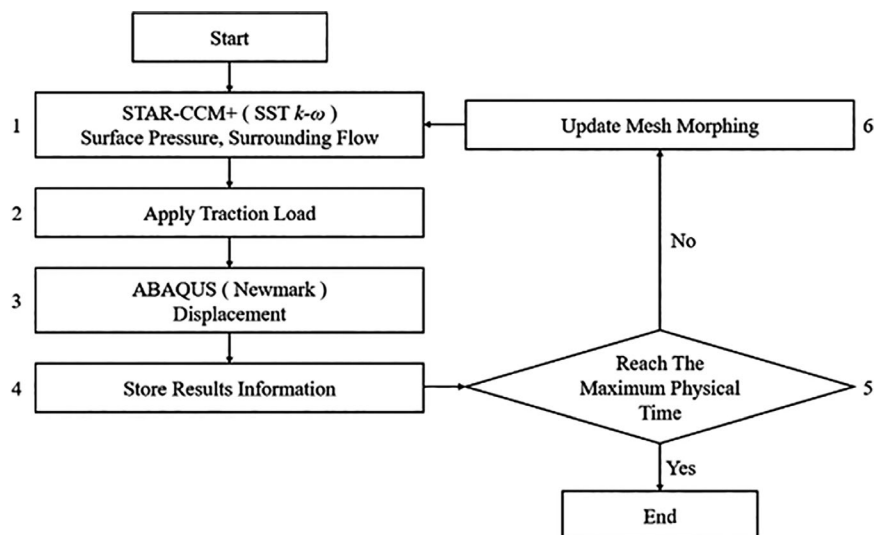 Start
1
STAR-CCM+ ( SST k-ω )
Surface Pressure, Surrounding Flow
2
Apply Traction Load
3
ABAQUS ( Newmark )
Displacement
4
Store Results Information
Reach The
Maximum Physical
Time
5
No
Update Mesh Morphing
6
Yes
End